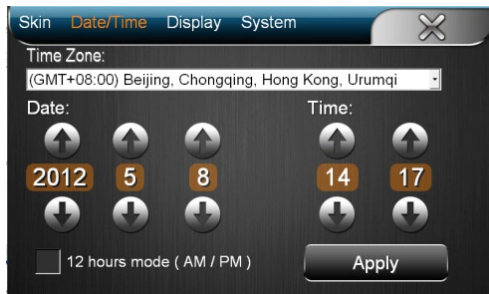 Skin Date/Time Display System
Time Zone:
(GMT+08:00) Beijing, Chongqing, Hong Kong, Urumqi
Date: Time:
2012 5 8 14 17
12 hours mode ( AM / PM ) Apply